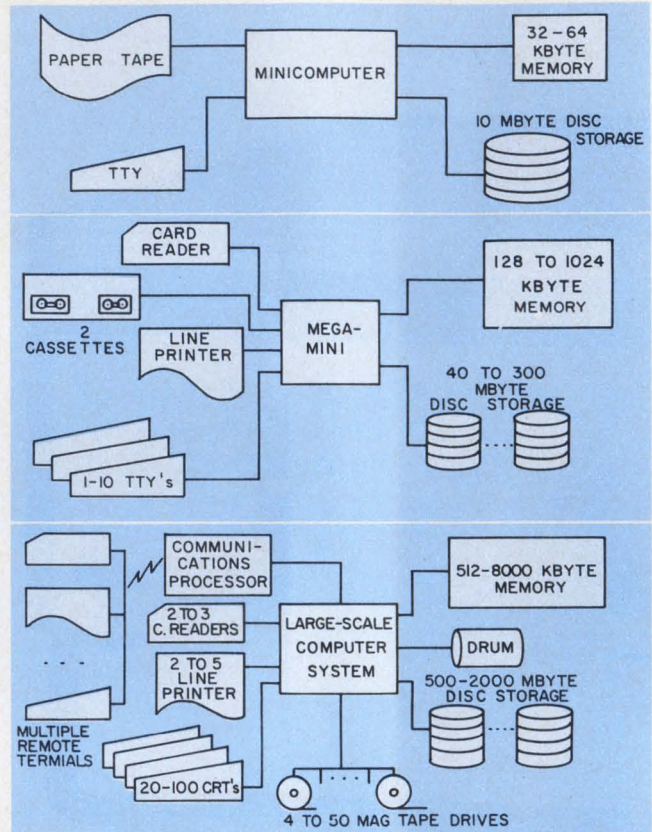 PAPER TAPE
MINICOMPUTER
32-64
KBYTE
MEMORY
TTY
10 MBYTE DISC
STORAGE
CARD
READER
2
CASSETTES
LINE
PRINTER
MEGA-
MINI
128 TO 1024
KBYTE
MEMORY
40 TO 300
MBYTE
DISC STORAGE
1-10 TTY's
COMMUNI-
CATIONS
PROCESSOR
2 TO 3
C. READERS
2 TO 5
LINE
PRINTER
LARGE-SCALE
COMPUTER
SYSTEM
512-8000 KBYTE
MEMORY
DRUM
500-2000 MBYTE
DISC STORAGE
MULTIPLE
REMOTE
TERMIALS
20-100 CRT's
4 TO 50 MAG TAPE DRIVES